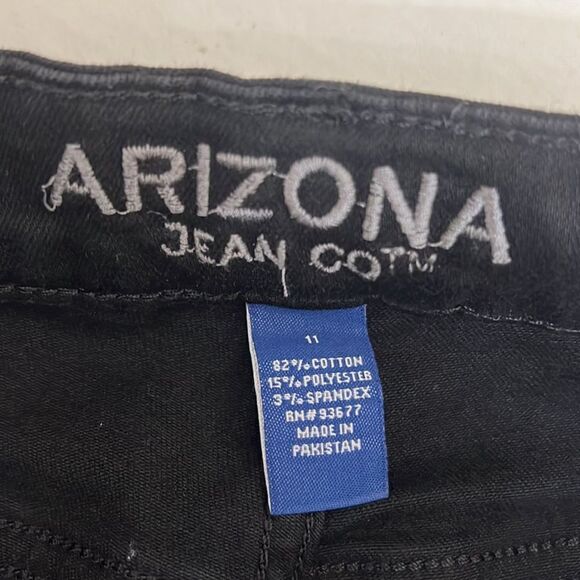 ARIZONA
JEAN CO™
11
82% COTTON
15% POLYESTER
3% SPANDEX
RN#93677
MADE IN
PAKISTAN